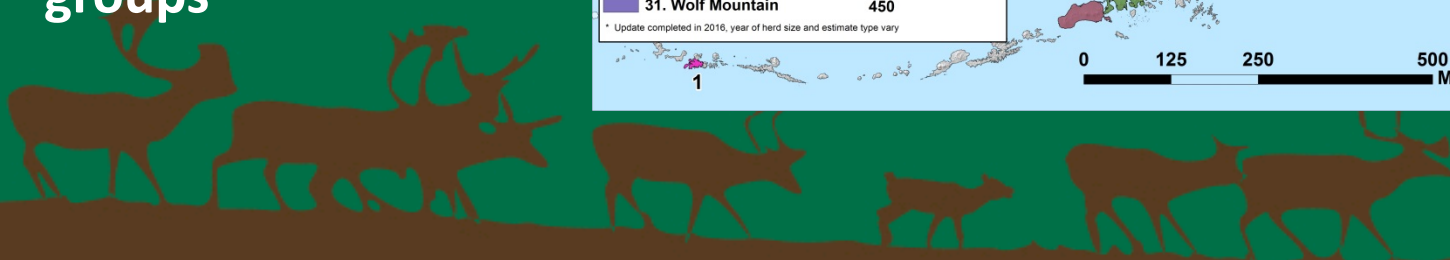 groups
31. Wolf Mountain 450
* Update completed in 2016, year of herd size and estimate type vary
0 125 250 500
1